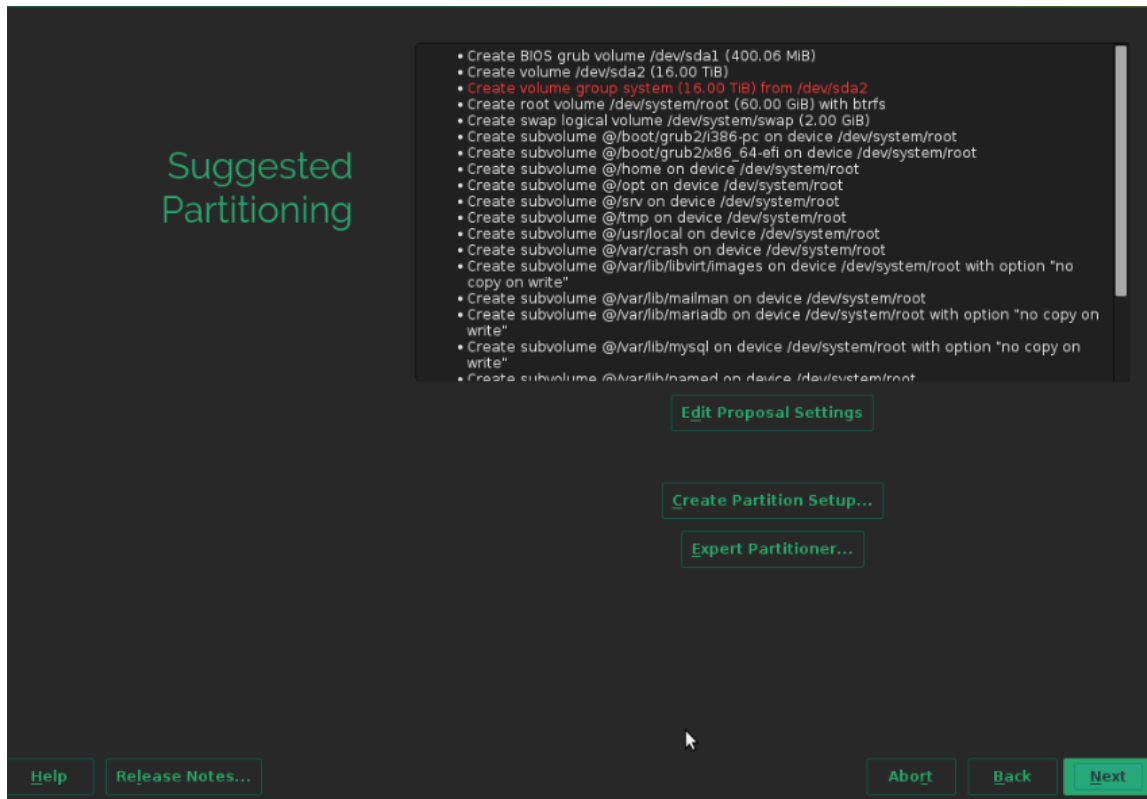 Suggested
Partitioning
• Create BIOS grub volume /dev/sda1 (400.06 MiB)
• Create volume /dev/sda2 (16.00 TiB)
• Create volume group system (16.00 TiB) from /dev/sda2
• Create root volume /dev/system/root (60.00 GiB) with btrfs
• Create swap logical volume /dev/system/swap (2.00 GiB)
• Create subvolume @/boot/grub2/i386-pc on device /dev/system/root
• Create subvolume @/boot/grub2/x86_64-efi on device /dev/system/root
• Create subvolume @/home on device /dev/system/root
• Create subvolume @/opt on device /dev/system/root
• Create subvolume @/srv on device /dev/system/root
• Create subvolume @/tmp on device /dev/system/root
• Create subvolume @/usr/local on device /dev/system/root
• Create subvolume @/var/crash on device /dev/system/root
• Create subvolume @/var/lib/libvirt/images on device /dev/system/root with option "no
copy on write"
• Create subvolume @/var/lib/mailman on device /dev/system/root
• Create subvolume @/var/lib/mariadb on device /dev/system/root with option "no copy on
write"
• Create subvolume @/var/lib/mysql on device /dev/system/root with option "no copy on
write"
• Create subvolume @/var/lib/named on device /dev/system/root
Edit Proposal Settings
Create Partition Setup...
Expert Partitioner...
Help
Release Notes...
Abort
Back
Next